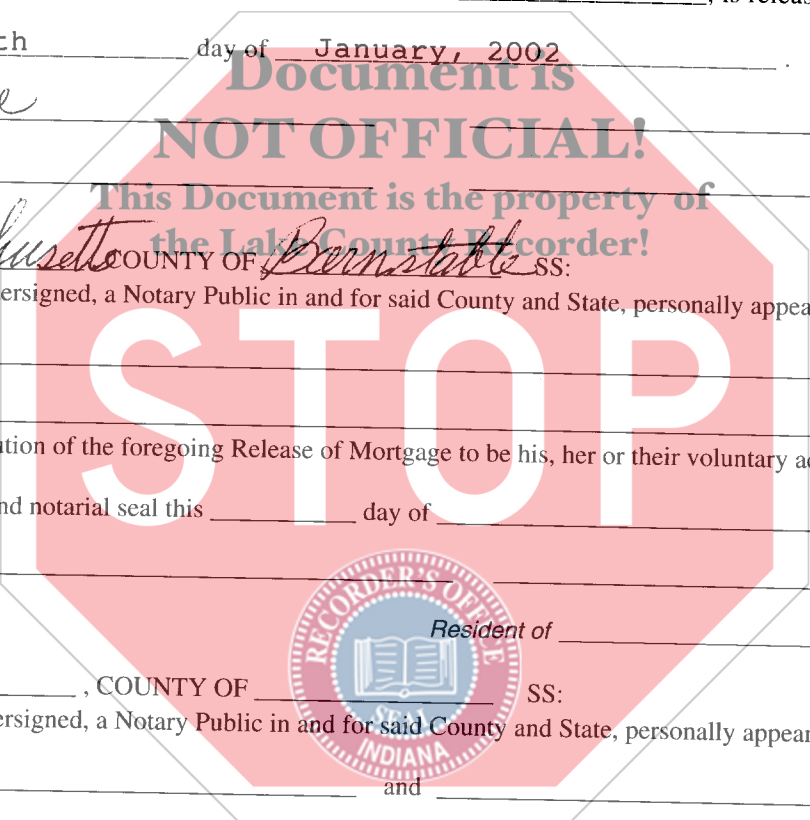 , is releas
th day of January, 2002 .
Document is
NOT OFFICIAL!
This Document is the property of
the Lake County Recorder!
husetts COUNTY OF Barnstable SS:
ersigned, a Notary Public in and for said County and State, personally appea
STOP
ution of the foregoing Release of Mortgage to be his, her or their voluntary ac
nd notarial seal this day of
RECORDER'S OFFICE
Resident of
, COUNTY OF SS:
SEAL
ersigned, a Notary Public in and for said County and State, personally appear
INDIANA
and